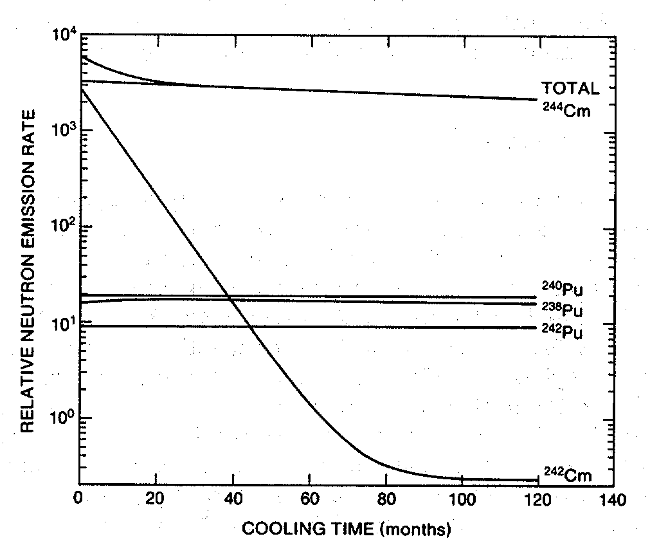 10⁴
TOTAL
²⁴⁴Cm
10³
10²
²⁴⁰Pu
²³⁸Pu
10¹
²⁴²Pu
10⁰
²⁴²Cm
0 20 40 60 80 100 120 140
COOLING TIME (months)
RELATIVE NEUTRON EMISSION RATE